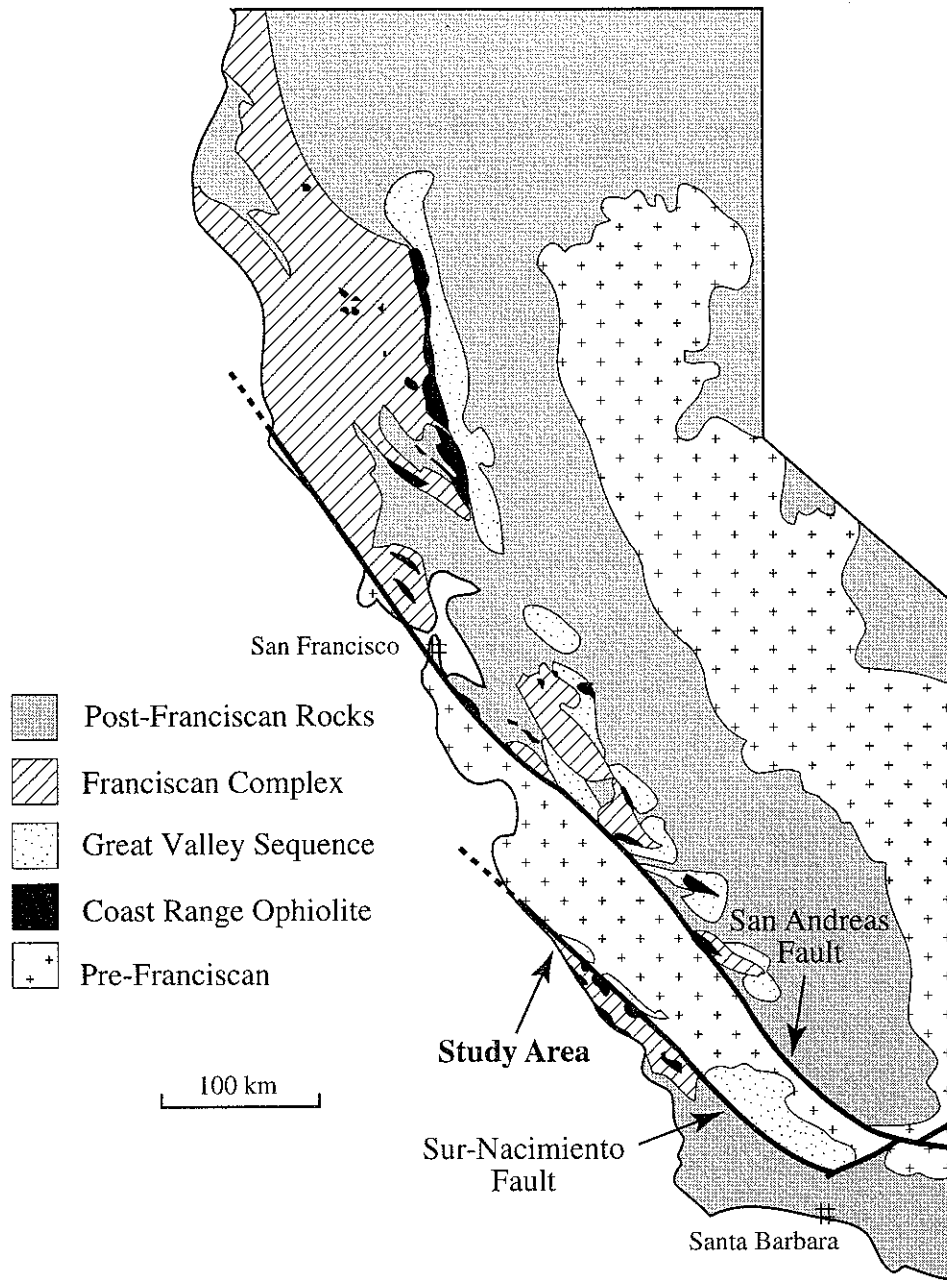 San Francisco
Post-Franciscan Rocks
Franciscan Complex
Great Valley Sequence
Coast Range Ophiolite
Pre-Franciscan
San Andreas
Fault
Study Area
100 km
Sur-Nacimiento
Fault
Santa Barbara